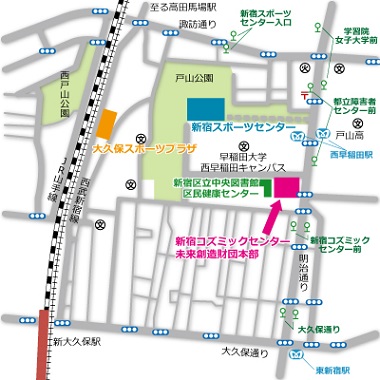 至る高田馬場駅
諏訪通り
新宿スポーツ
センター入口
学習院
女子大学前
文
文
戸山公園
西戸山公園
都立障害者
センター前
文
戸山高
新宿スポーツセンター
西早稲田駅
大久保スポーツプラザ
文
早稲田大学
西早稲田キャンパス
文
新宿区立中央図書館
区民健康センター
JR山手線
西武新宿線
文
新宿コズミックセンター
未来創造財団本部
新宿コズミック
センター前
明治通り
新大久保駅
大久保通り
大久保通り
東新宿駅